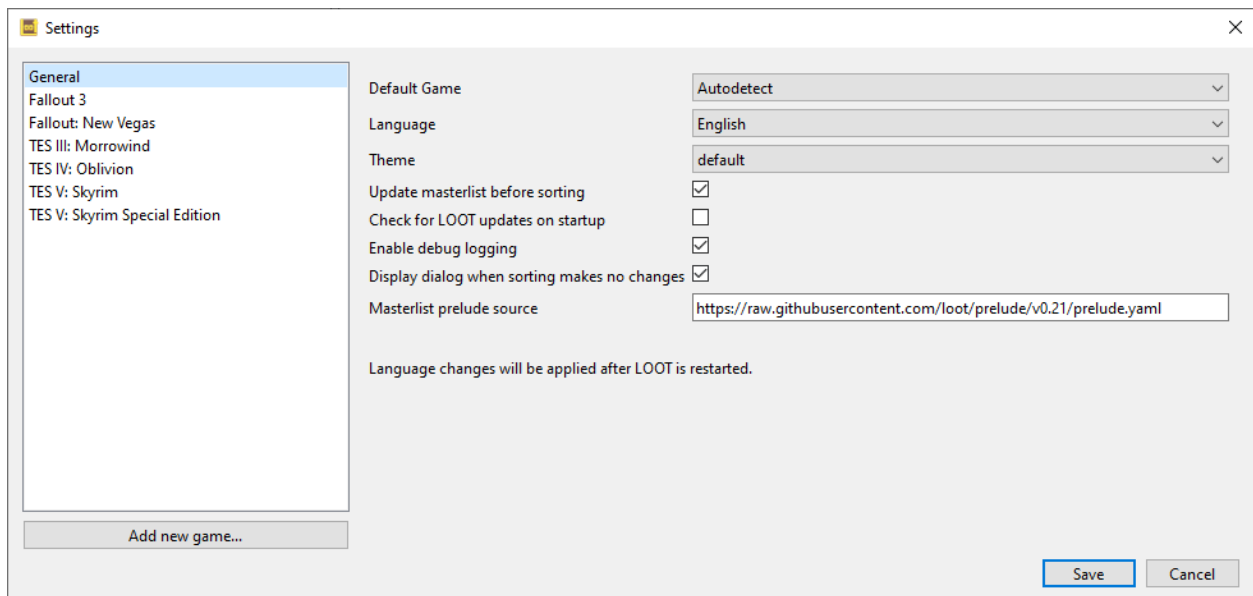 Settings
General
Fallout 3
Fallout: New Vegas
TES III: Morrowind
TES IV: Oblivion
TES V: Skyrim
TES V: Skyrim Special Edition
Add new game...
Default Game
Autodetect
Language
English
Theme
default
Update masterlist before sorting
Check for LOOT updates on startup
Enable debug logging
Display dialog when sorting makes no changes
Masterlist prelude source
https://raw.githubusercontent.com/loot/prelude/v0.21/prelude.yaml
Language changes will be applied after LOOT is restarted.
Save
Cancel